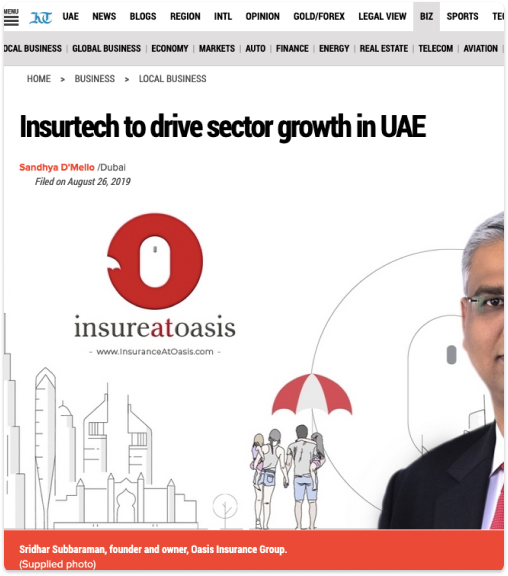 MENU
KT
UAE NEWS BLOGS REGION INTL OPINION GOLD/FOREX LEGAL VIEW BIZ SPORTS TEC
OCAL BUSINESS | GLOBAL BUSINESS | ECONOMY | MARKETS | AUTO | FINANCE | ENERGY | REAL ESTATE | TELECOM | AVIATION
HOME > BUSINESS > LOCAL BUSINESS
Insurtech to drive sector growth in UAE
Sandhya D'Mello /Dubai
Filed on August 26, 2019
insureatoasis
- www.InsuranceAtOasis.com -
Sridhar Subbaraman, founder and owner, Oasis Insurance Group.
(Supplied photo)